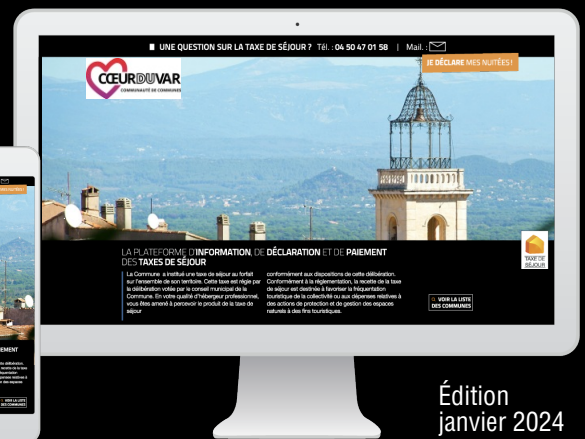 UNE QUESTION SUR LA TAXE DE SÉJOUR ? Tél. : 04 50 47 01 58 | Mail. :
JE DÉCLARE MES NUITÉES !
CŒURDUVAR
COMMUNAUTÉ DE COMMUNES
LA PLATEFORME D'INFORMATION, DE DÉCLARATION ET DE PAIEMENT
DES TAXES DE SÉJOUR
La Commune a institué une taxe de séjour au forfait
sur l'ensemble de son territoire. Cette taxe est régie par
la délibération votée par le conseil municipal de la
Commune. En votre qualité d'hébergeur professionnel,
vous êtes amené à percevoir le produit de la taxe de
séjour
conformément aux dispositions de cette délibération.
Conformément à la réglementation, la recette de la taxe
de séjour est destinée à favoriser la fréquentation
touristique de la collectivité ou aux dépenses relatives à
des actions de protection et de gestion des espaces
naturels à des fins touristiques.
TAXE DE
SÉJOUR
VOIR LA LISTE
DES COMMUNES
EMENT
VOIR LA LISTE
DES COMMUNES
Édition
janvier 2024